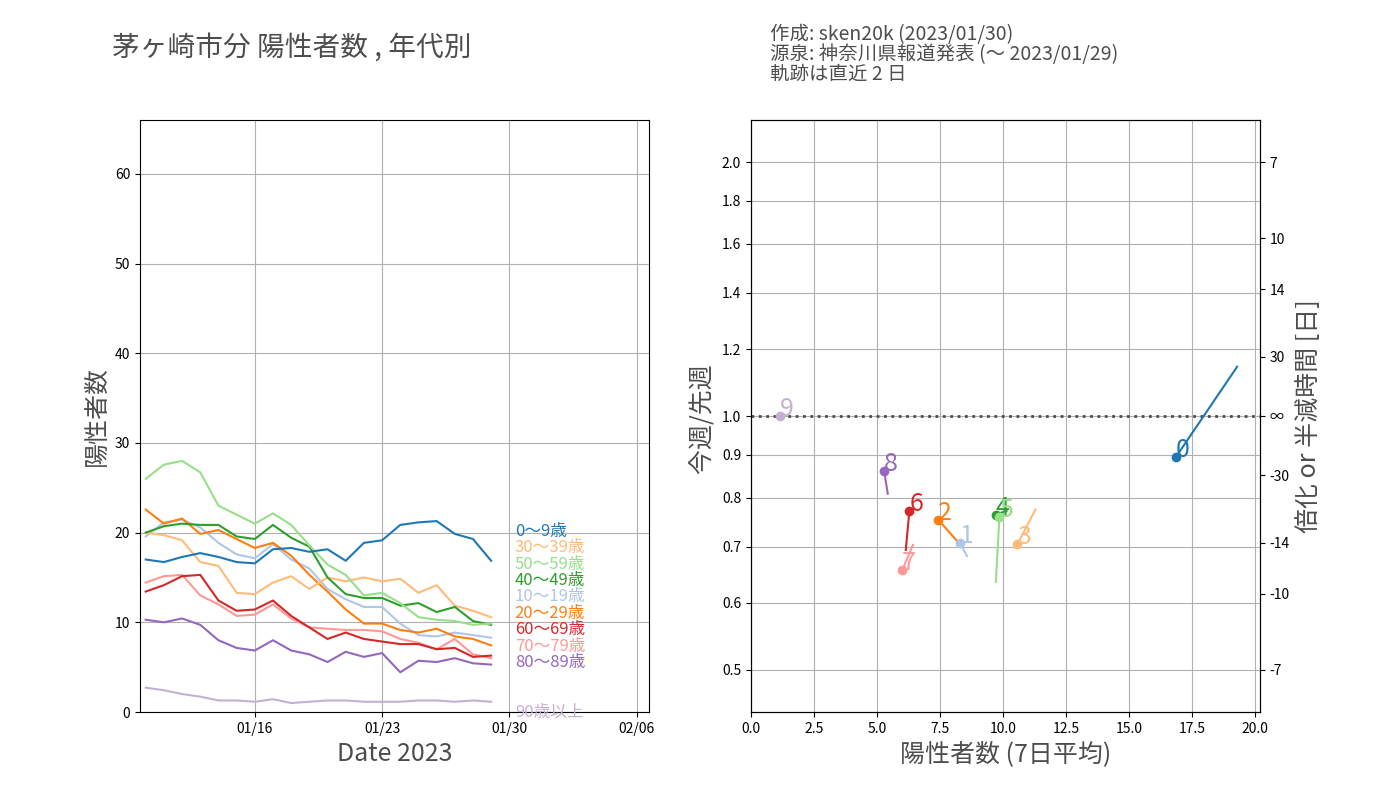 茅ヶ崎市分 陽性者数 , 年代別
作成: sken20k (2023/01/30)
源泉: 神奈川県報道発表 (〜 2023/01/29)
軌跡は直近 2 日
陽性者数
60
50
40
30
20
10
0
0〜9歳
30〜39歳
50〜59歳
40〜49歳
10〜19歳
20〜29歳
60〜69歳
70〜79歳
80〜89歳
90歳以上
01/16
01/23
01/30
02/06
Date 2023
今週/先週
2.0
1.8
1.6
1.4
1.2
1.0
0.9
0.8
0.7
0.6
0.5
9
8
6
2
1
7
4
5
3
0
0.0
2.5
5.0
7.5
10.0
12.5
15.0
17.5
20.0
陽性者数 (7日平均)
7
10
14
30
∞
-30
-14
-10
-7
倍化 or 半減時間 [日]